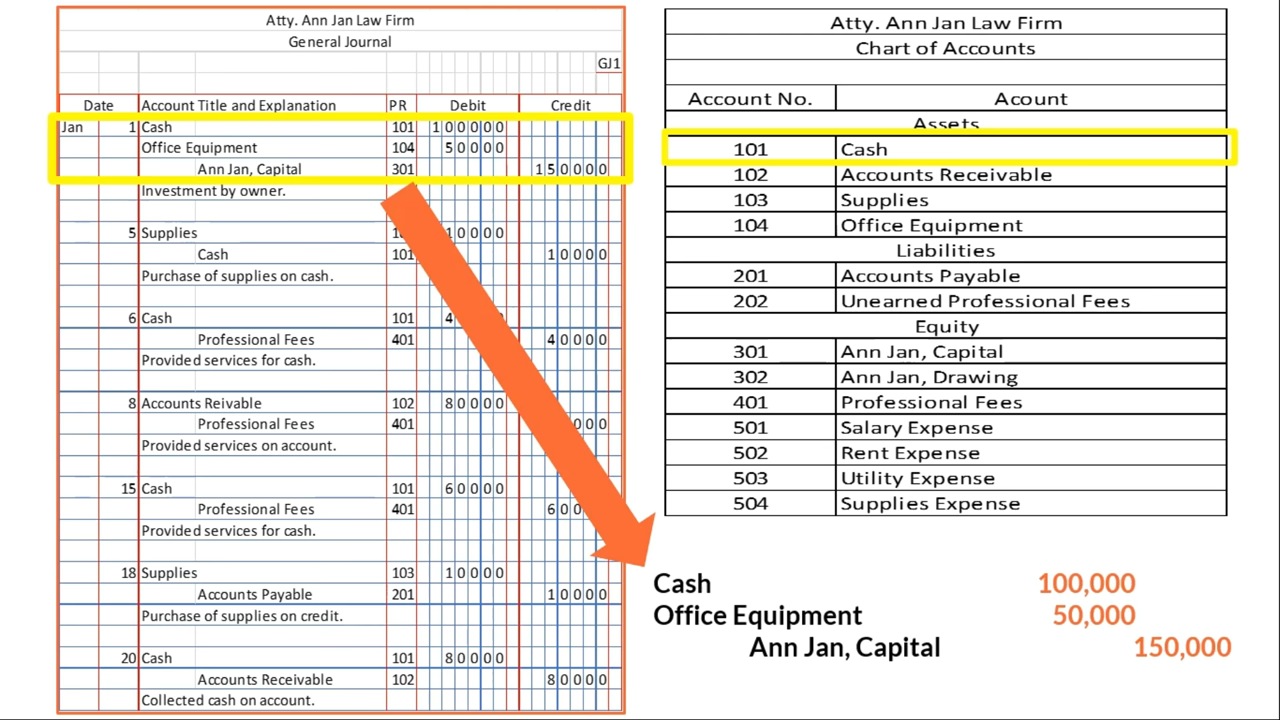 Atty. Ann Jan Law Firm
General Journal
GJ1
Date Account Title and Explanation PR Debit Credit
Jan 1 Cash 101 100000
Office Equipment 104 50000
Ann Jan, Capital 301 150000
Investment by owner.
5 Supplies 10000
Cash 101 10000
Purchase of supplies on cash.
6 Cash 101
Professional Fees 401 40000
Provided services for cash.
8 Accounts Reivable 102 80000
Professional Fees 401
Provided services on account.
15 Cash 101 60000
Professional Fees 401
Provided services for cash.
18 Supplies 103 10000
Accounts Payable 201 10000
Purchase of supplies on credit.
20 Cash 101 80000
Accounts Receivable 102 80000
Collected cash on account.
Atty. Ann Jan Law Firm
Chart of Accounts
Account No. Acount
Assets
101 Cash
102 Accounts Receivable
103 Supplies
104 Office Equipment
Liabilities
201 Accounts Payable
202 Unearned Professional Fees
Equity
301 Ann Jan, Capital
302 Ann Jan, Drawing
401 Professional Fees
501 Salary Expense
502 Rent Expense
503 Utility Expense
504 Supplies Expense
Cash 100,000
Office Equipment 50,000
Ann Jan, Capital 150,000